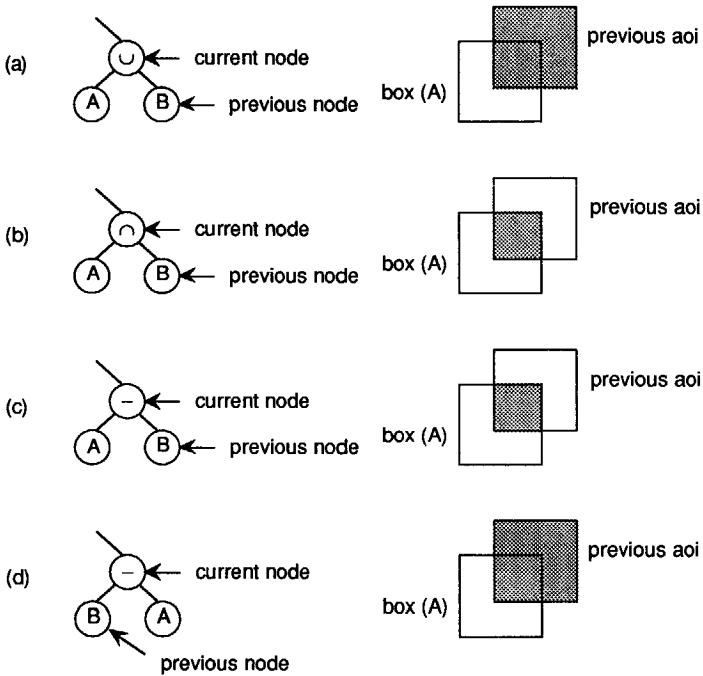 (a)
∪
current node
A
B
previous node
previous aoi
box (A)
(b)
∩
current node
A
B
previous node
previous aoi
box (A)
(c)
−
current node
A
B
previous node
previous aoi
box (A)
(d)
−
current node
B
A
previous node
previous aoi
box (A)